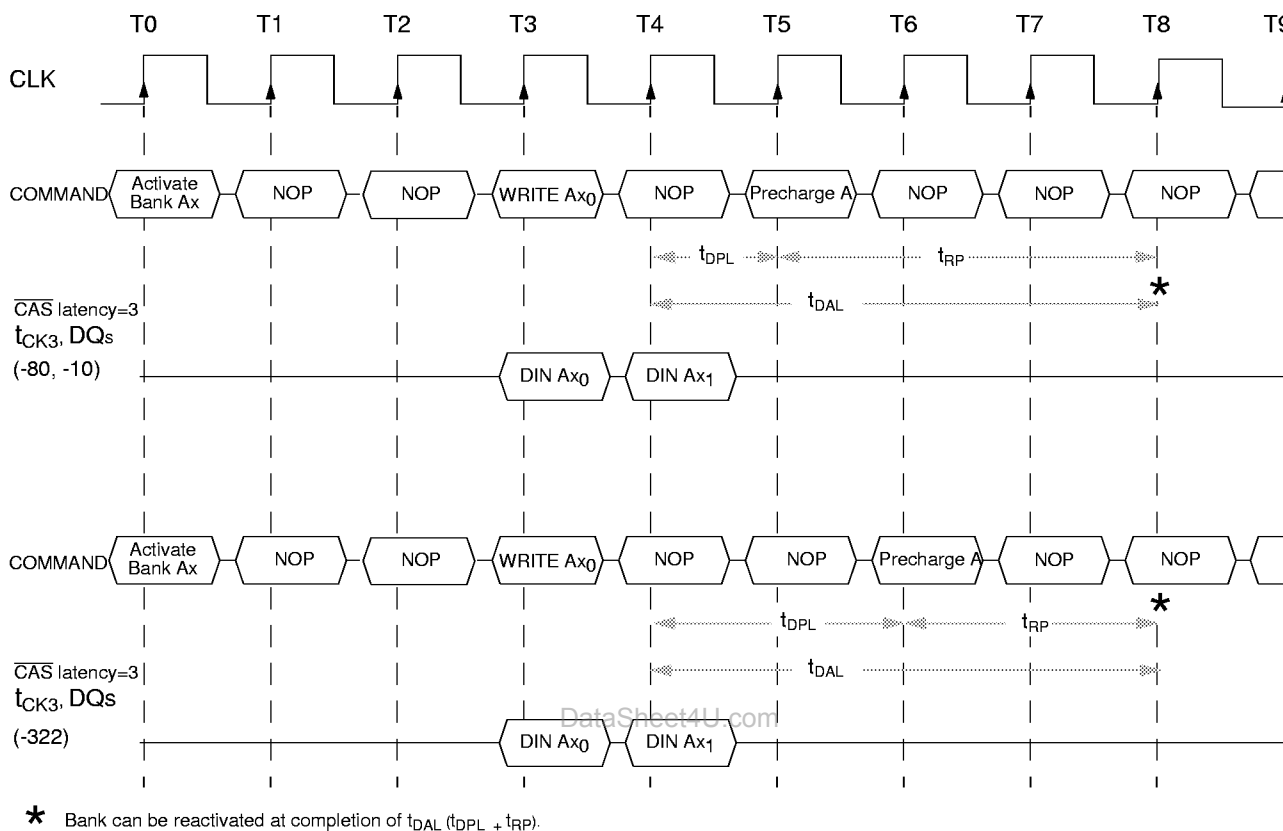 T0 T1 T2 T3 T4 T5 T6 T7 T8 T9
CLK
COMMAND Activate Bank Ax NOP NOP WRITE Ax0 NOP Precharge A NOP NOP NOP
tDPL tRP
*
tDAL
CAS latency=3
tCK3, DQs
(-80, -10)
DIN Ax0 DIN Ax1
COMMAND Activate Bank Ax NOP NOP WRITE Ax0 NOP NOP Precharge A NOP NOP
*
tDPL tRP
CAS latency=3
tDAL
tCK3, DQs
DataSheet4U.com
(-322)
DIN Ax0 DIN Ax1
* Bank can be reactivated at completion of tDAL (tDPL + tRP).